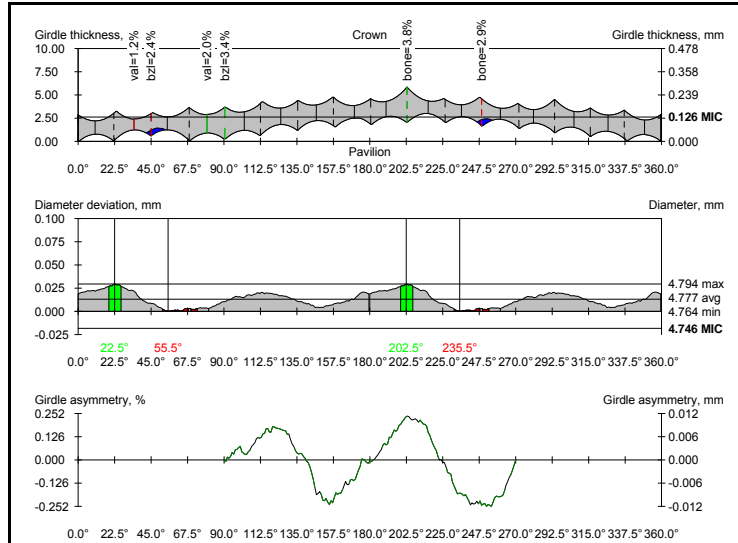 Girdle thickness, % Crown Girdle thickness, mm
val=1.2% bzl=2.4% val=2.0% bzl=3.4% bone=3.8% bone=2.9%
10.00 0.478
7.50 0.358
5.00 0.239
2.50 0.126 MIC
0.00 0.000
Pavilion
0.0° 22.5° 45.0° 67.5° 90.0° 112.5° 135.0° 157.5° 180.0° 202.5° 225.0° 247.5° 270.0° 292.5° 315.0° 337.5° 360.0°
Diameter deviation, mm Diameter, mm
0.100
0.075
0.050
0.025 4.794 max
4.777 avg
0.000 4.764 min
-0.025 4.746 MIC
22.5° 55.5° 202.5° 235.5°
0.0° 22.5° 45.0° 67.5° 90.0° 112.5° 135.0° 157.5° 180.0° 202.5° 225.0° 247.5° 270.0° 292.5° 315.0° 337.5° 360.0°
Girdle asymmetry, % Girdle asymmetry, mm
0.252 0.012
0.126 0.006
0.000 0.000
-0.126 -0.006
-0.252 -0.012
0.0° 22.5° 45.0° 67.5° 90.0° 112.5° 135.0° 157.5° 180.0° 202.5° 225.0° 247.5° 270.0° 292.5° 315.0° 337.5° 360.0°